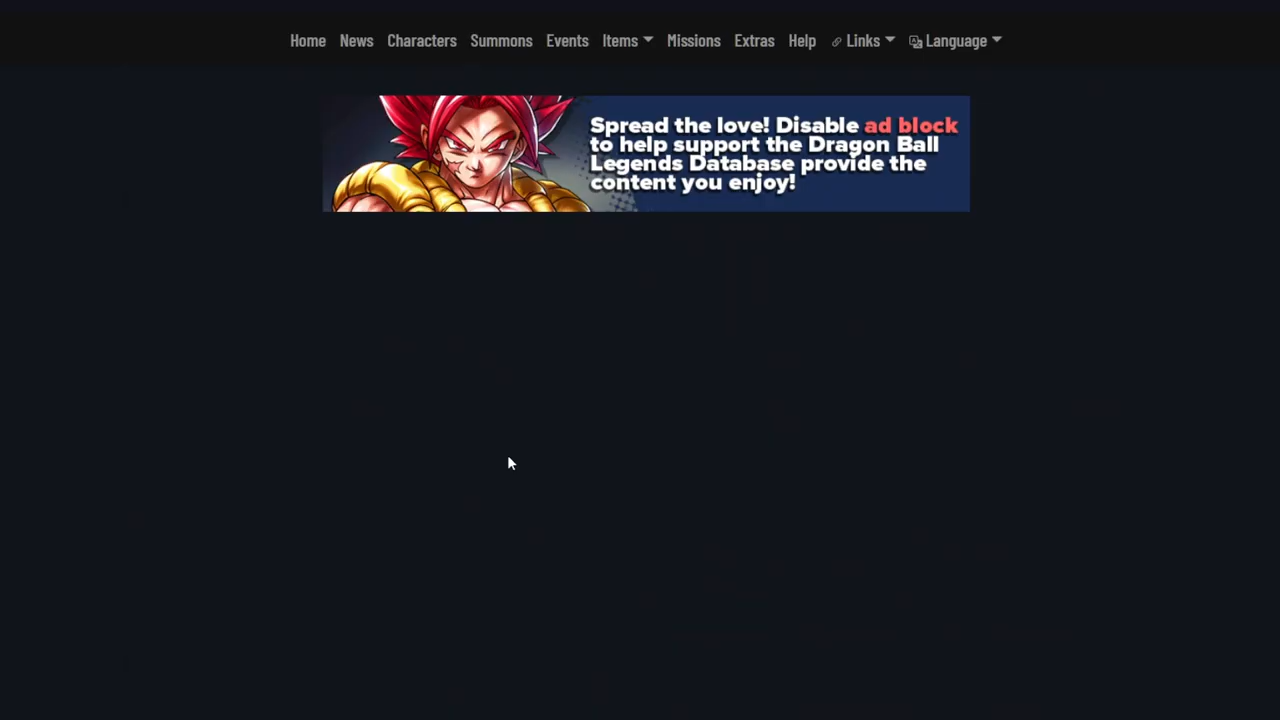 Home News Characters Summons Events Items Missions Extras Help Links Language
Spread the love! Disable ad block
to help support the Dragon Ball
Legends Database provide the
content you enjoy!